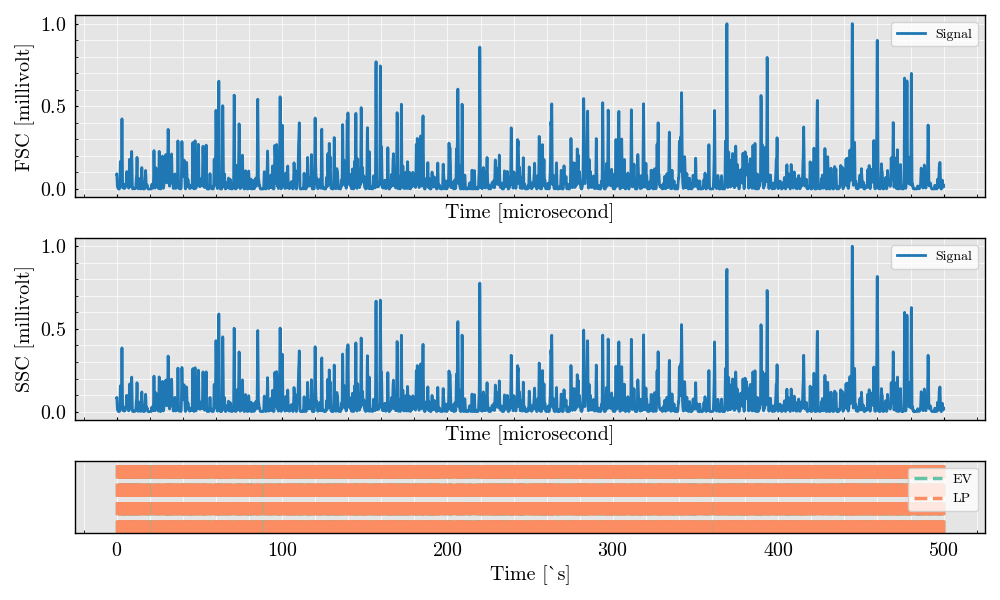 1.0
0.5
0.0
FSC [millivolt]
Signal
Time [microsecond]
1.0
0.5
0.0
SSC [millivolt]
Signal
Time [microsecond]
EV
LP
0 100 200 300 400 500
Time [`s]